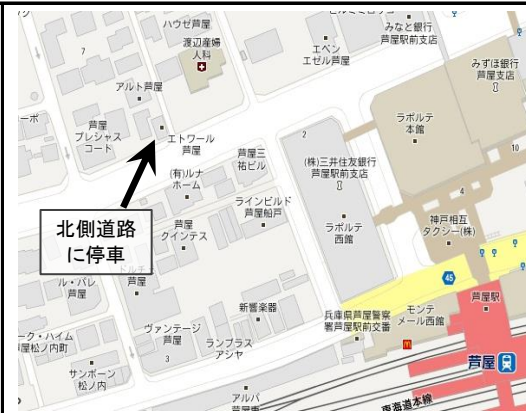 ハウゼ芦屋
渡辺産婦
人科
7
アルト芦屋
芦屋
プレシャス
コート
エトワール
芦屋
エペン
エゼル芦屋
みなと銀行
芦屋駅前支店
みずほ銀行
芦屋支店
ラポルテ
本館
2
10
4
(有)ルナ
ホーム
芦屋三
祐ビル
(株)三井住友銀行
芦屋駅前支店
北側道路
に停車
芦屋
クインテス
ラインビルド
芦屋船戸
ラポルテ
西館
神戸相互
タクシー(株)
45
ル・パレ
芦屋
芦屋
新響楽器
ヴァンテージ
芦屋
3
ランプラス
アシヤ
兵庫県芦屋警察
署芦屋駅前交番
モンテ
メール西館
芦屋駅
芦屋
ーク・ハイム
芦屋松ノ内町
サンボーン
松ノ内
アルパ
東海道本線